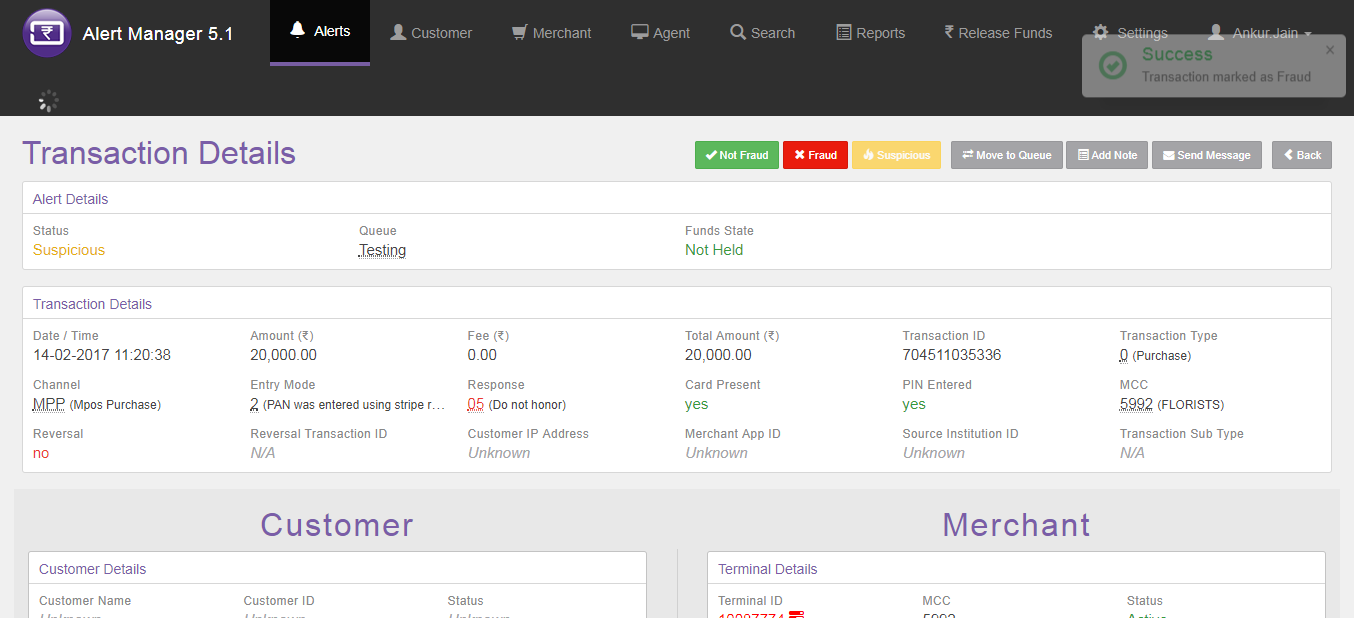 Alert Manager 5.1
Alerts
Customer
Merchant
Agent
Search
Reports
₹ Release Funds
Settings
Ankur.Jain
Success
×
Transaction marked as Fraud
Transaction Details
Not Fraud
Fraud
Suspicious
Move to Queue
Add Note
Send Message
Back
Alert Details
Status Queue Funds State
Suspicious Testing Not Held
Transaction Details
Date / Time Amount (₹) Fee (₹) Total Amount (₹) Transaction ID Transaction Type
14-02-2017 11:20:38 20,000.00 0.00 20,000.00 704511035336 0 (Purchase)
Channel Entry Mode Response Card Present PIN Entered MCC
MPP (Mpos Purchase) 2 (PAN was entered using stripe r... 05 (Do not honor) yes yes 5992 (FLORISTS)
Reversal Reversal Transaction ID Customer IP Address Merchant App ID Source Institution ID Transaction Sub Type
no N/A Unknown Unknown Unknown N/A
Customer Merchant
Customer Details Terminal Details
Customer Name Customer ID Status Terminal ID MCC Status